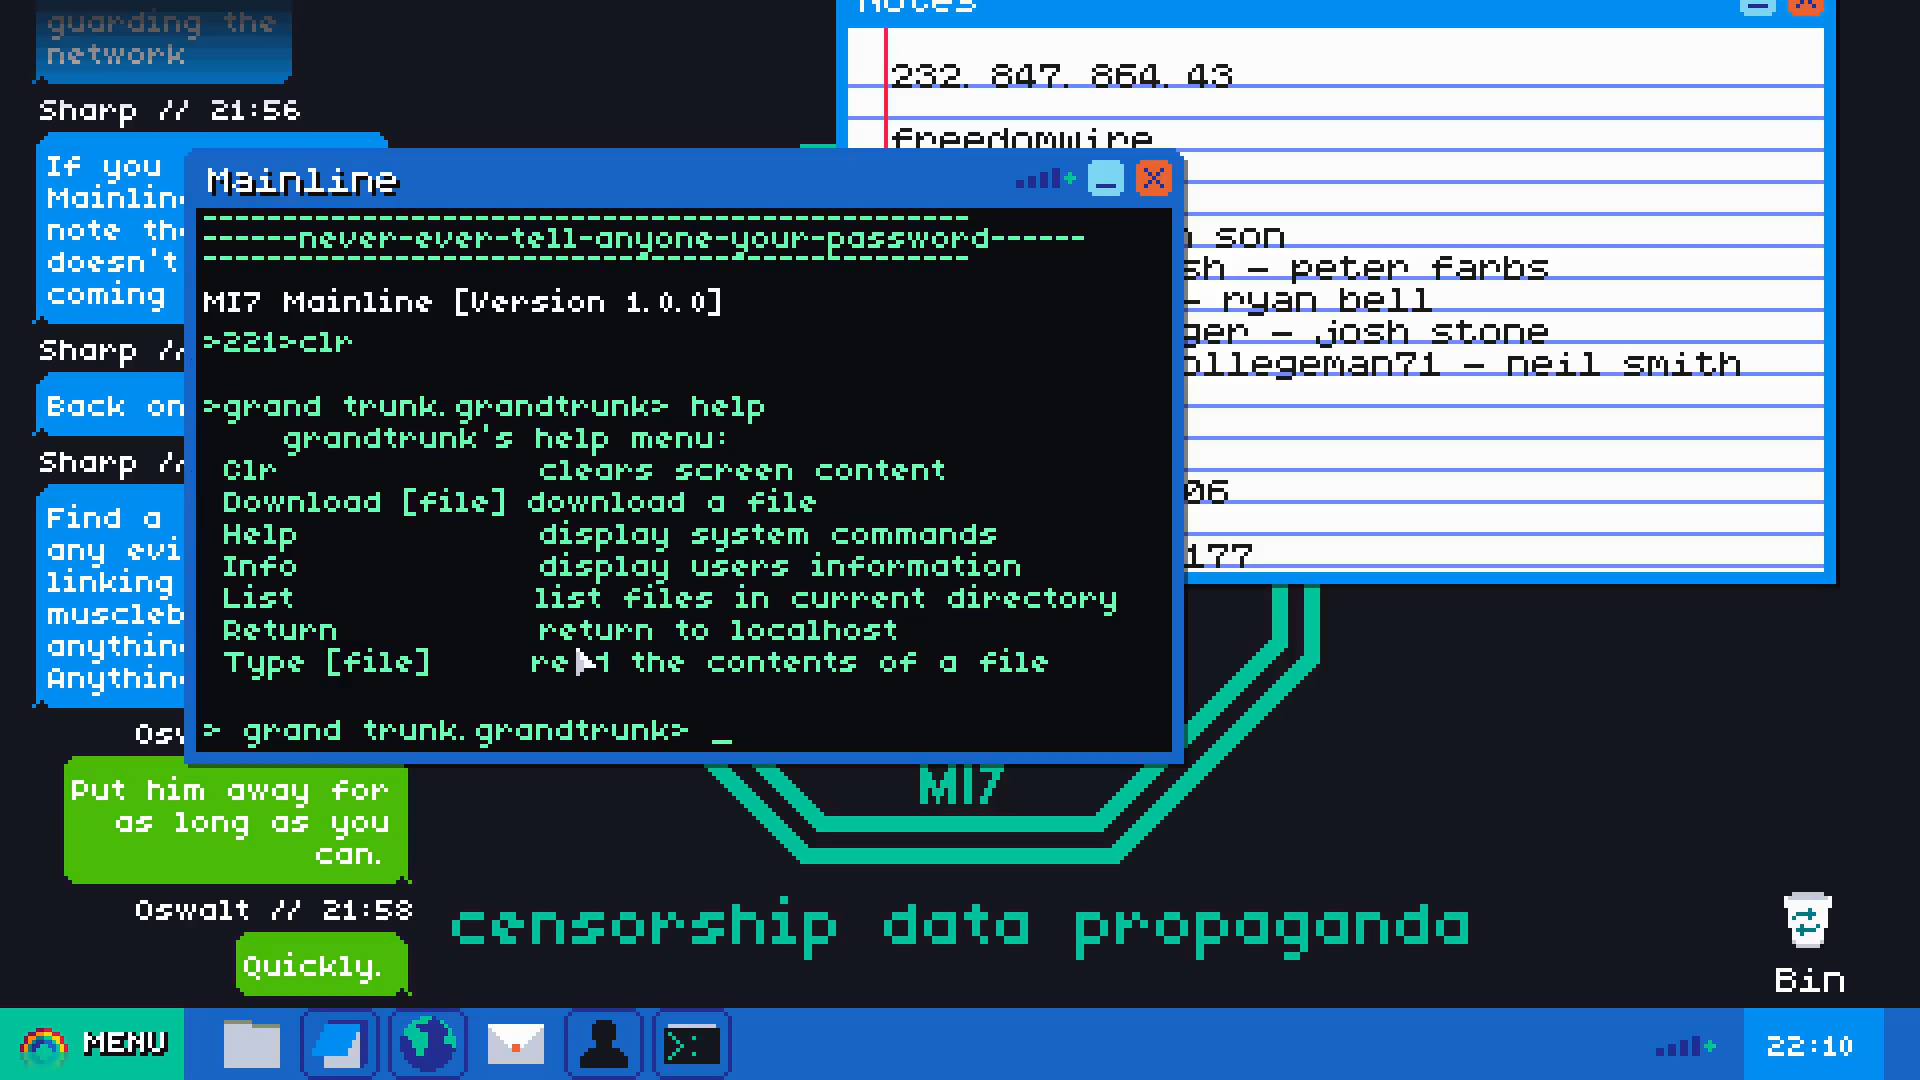 guarding the
network
Sharp // 21:56
If you
Mainlin
note th
doesn't
coming
Sharp //
Back on
Sharp //
Find a
any evi
linking
muscleb
anythin
Anythin
Put him away for
as long as you
can.
Oswalt // 21:58
Quickly.
Notes
232. 847. 864. 43
freedomwire
son
sh – peter farbs
– ryan bell
ger – josh stone
ollegeman71 – neil smith
06
177
Mainline
------never-ever-tell-anyone-your-password------
MI7 Mainline [Version 1.0.0]
>221>clr
>grand trunk.grandtrunk> help
grandtrunk's help menu:
Clr clears screen content
Download [file] download a file
Help display system commands
Info display users information
List list files in current directory
Return return to localhost
Type [file] read the contents of a file
> grand trunk.grandtrunk> _
MI7
censorship data propaganda
Bin
MENU
22:10